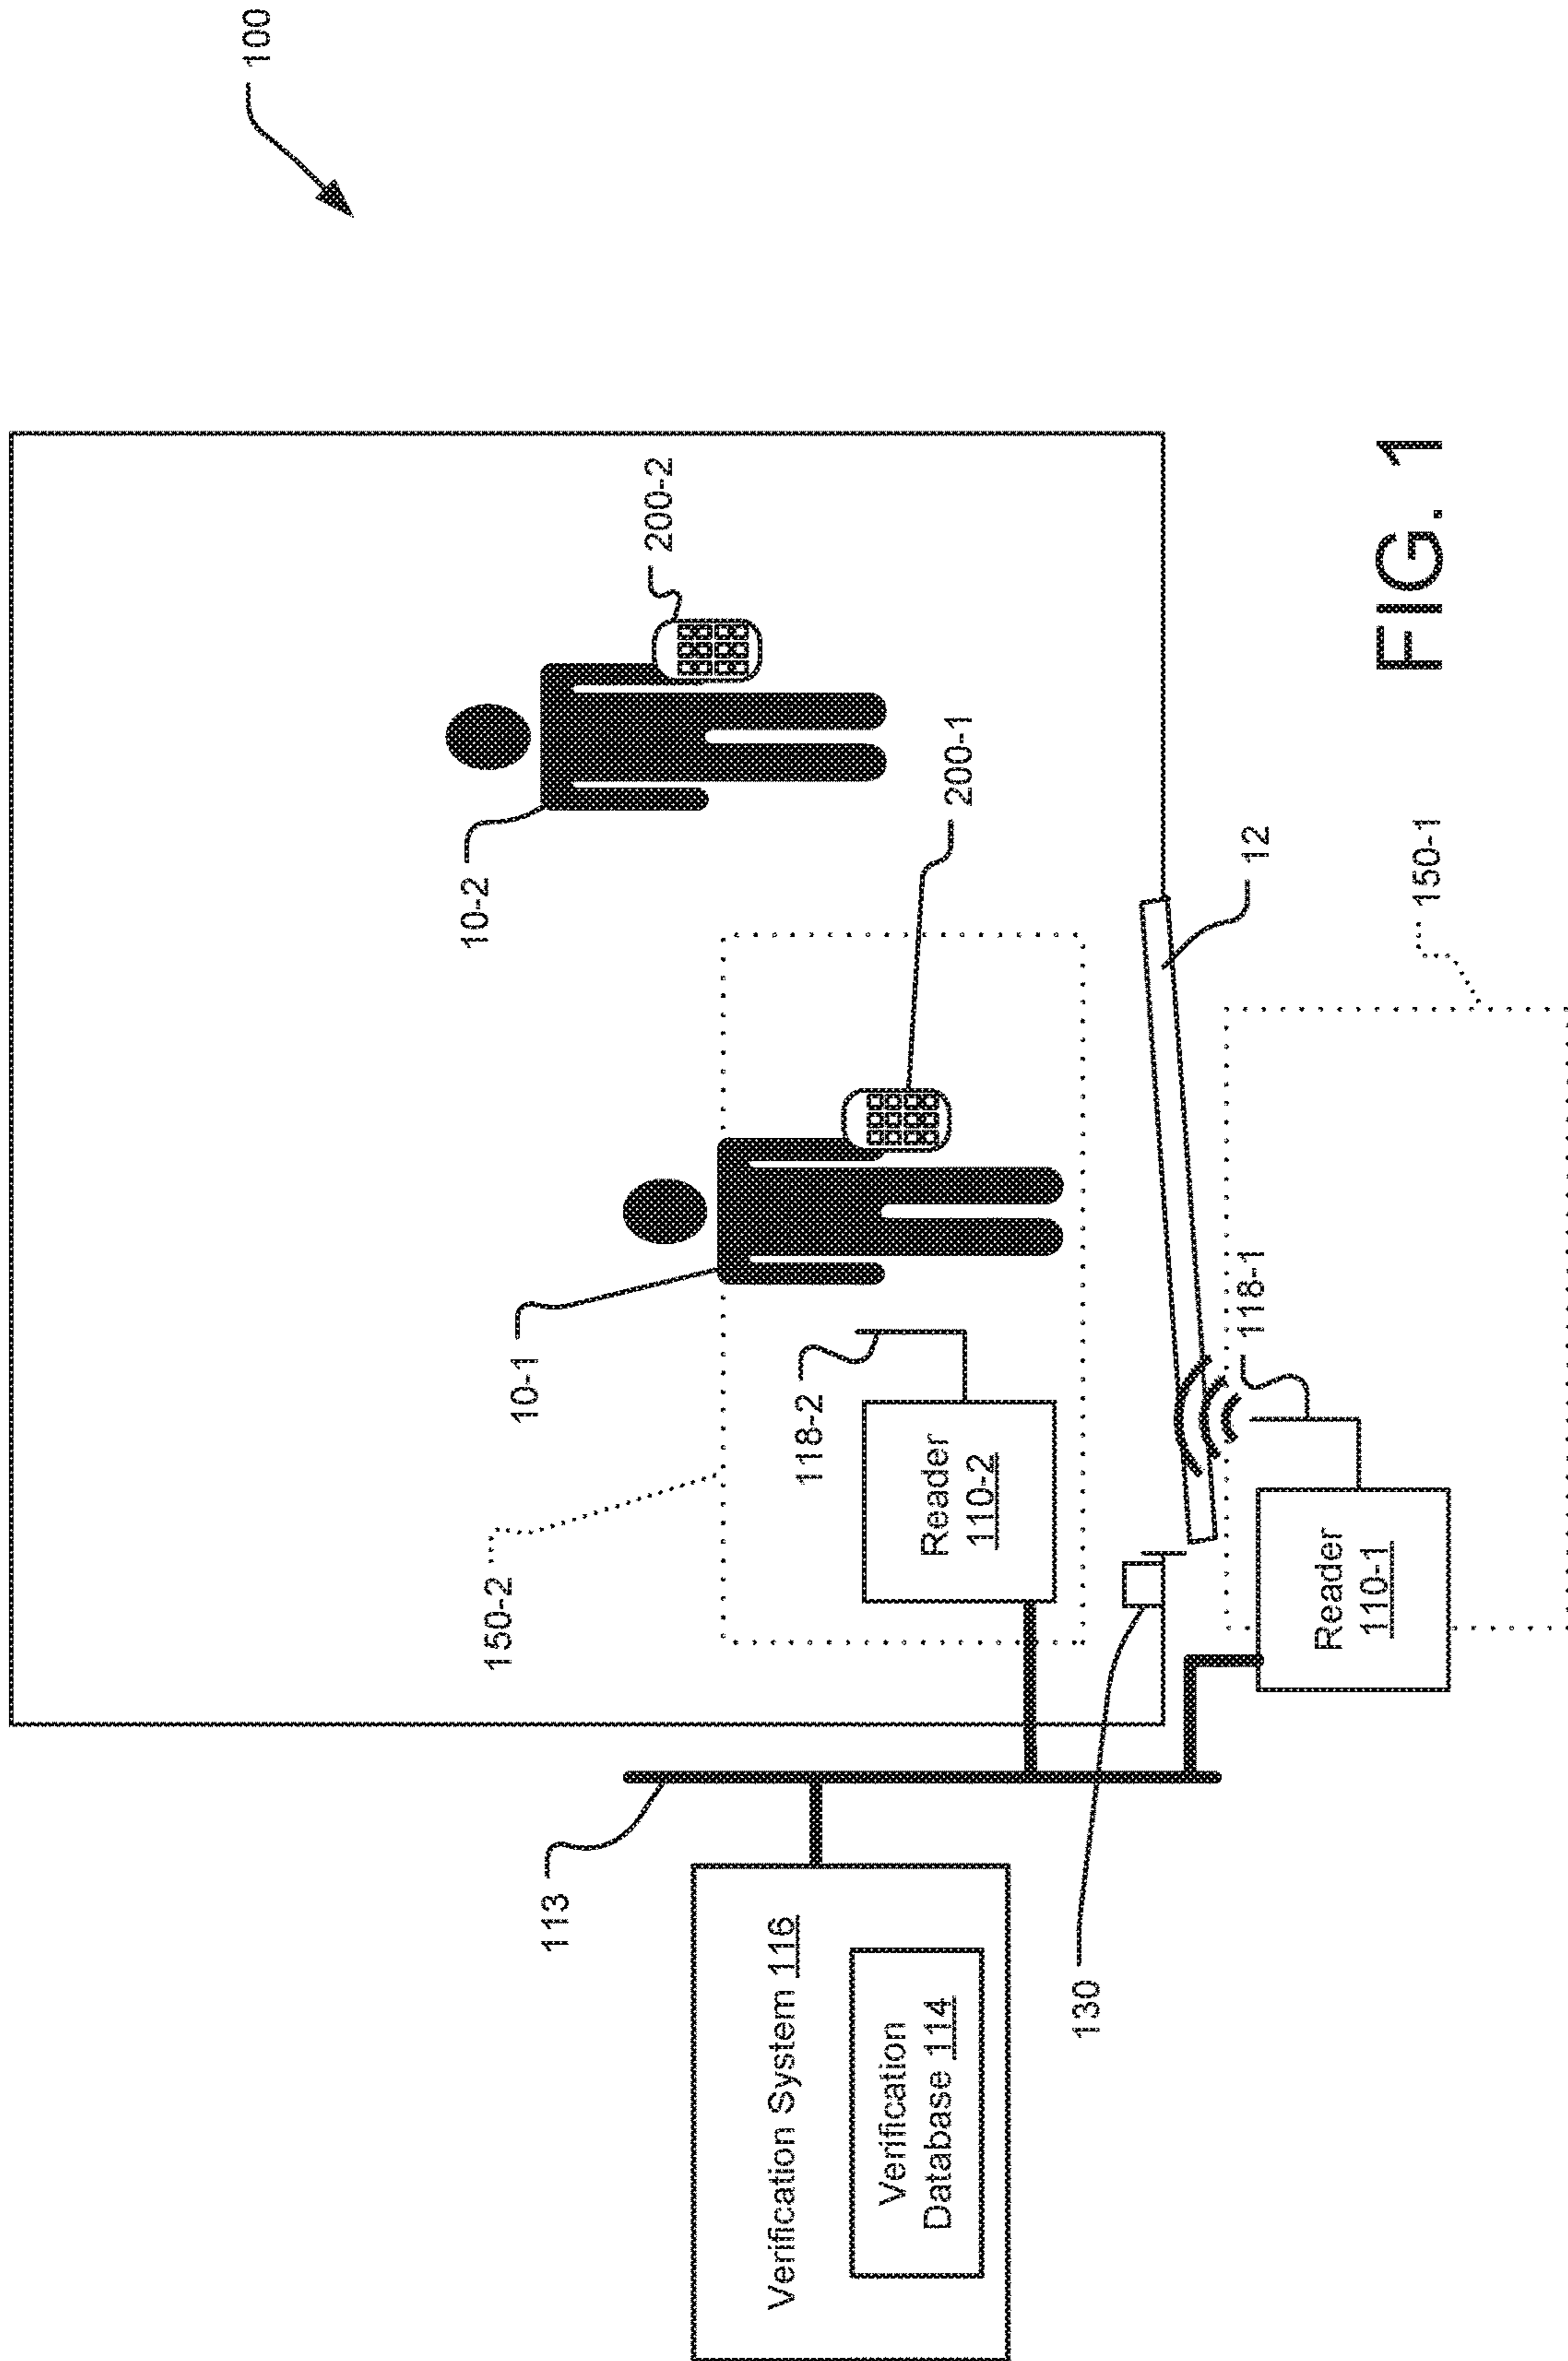 100
200-2
10-2
200-1
10-1
150-2
118-2
Reader
110-2
12
150-1
118-1
Reader
110-1
113
130
Verification System 116
Verification
Database 114
FIG. 1